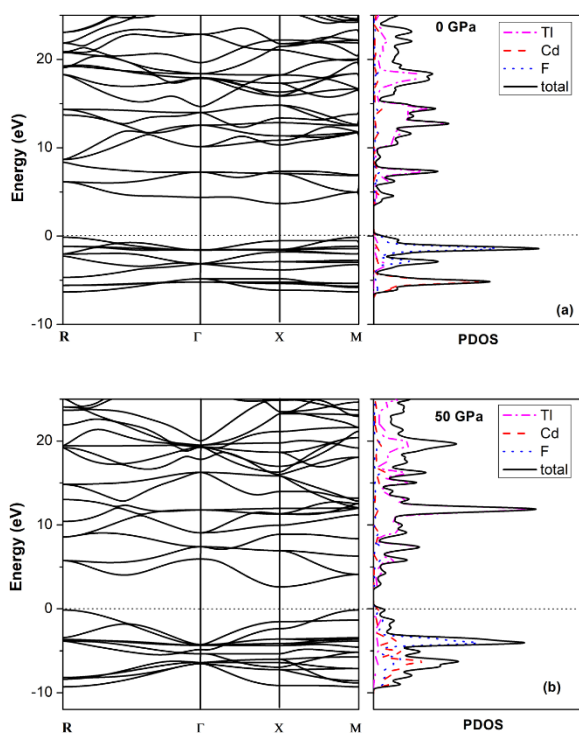 0 GPa
Tl
Cd
F
total
20
10
0
-10
Energy (eV)
R Γ X M
PDOS
(a)
50 GPa
Tl
Cd
F
total
20
10
0
-10
Energy (eV)
R Γ X M
PDOS
(b)